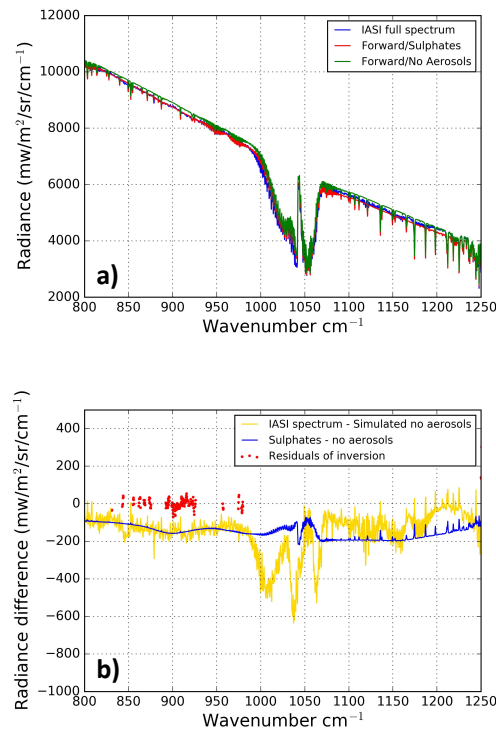 12000
10000
8000
6000
4000
2000
Radiance (mw/m²/sr/cm⁻¹)
IASI full spectrum
Forward/Sulphates
Forward/No Aerosols
a)
800 850 900 950 1000 1050 1100 1150 1200 1250
Wavenumber cm⁻¹
400
200
0
−200
−400
−600
−800
−1000
Radiance difference (mw/m²/sr/cm⁻¹)
IASI spectrum - Simulated no aerosols
Sulphates - no aerosols
Residuals of inversion
b)
800 850 900 950 1000 1050 1100 1150 1200 1250
Wavenumber cm⁻¹